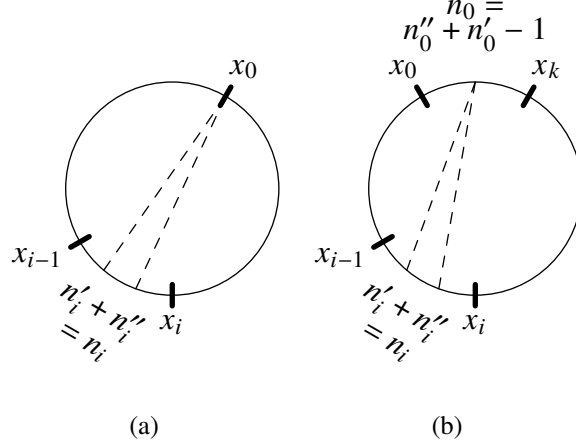 n₀ =
n₀″ + n₀′ − 1
x₀
x₀
xₖ
xᵢ₋₁
xᵢ₋₁
nᵢ′ + nᵢ″
= nᵢ
xᵢ
nᵢ′ + nᵢ″
= nᵢ
xᵢ
(a)
(b)